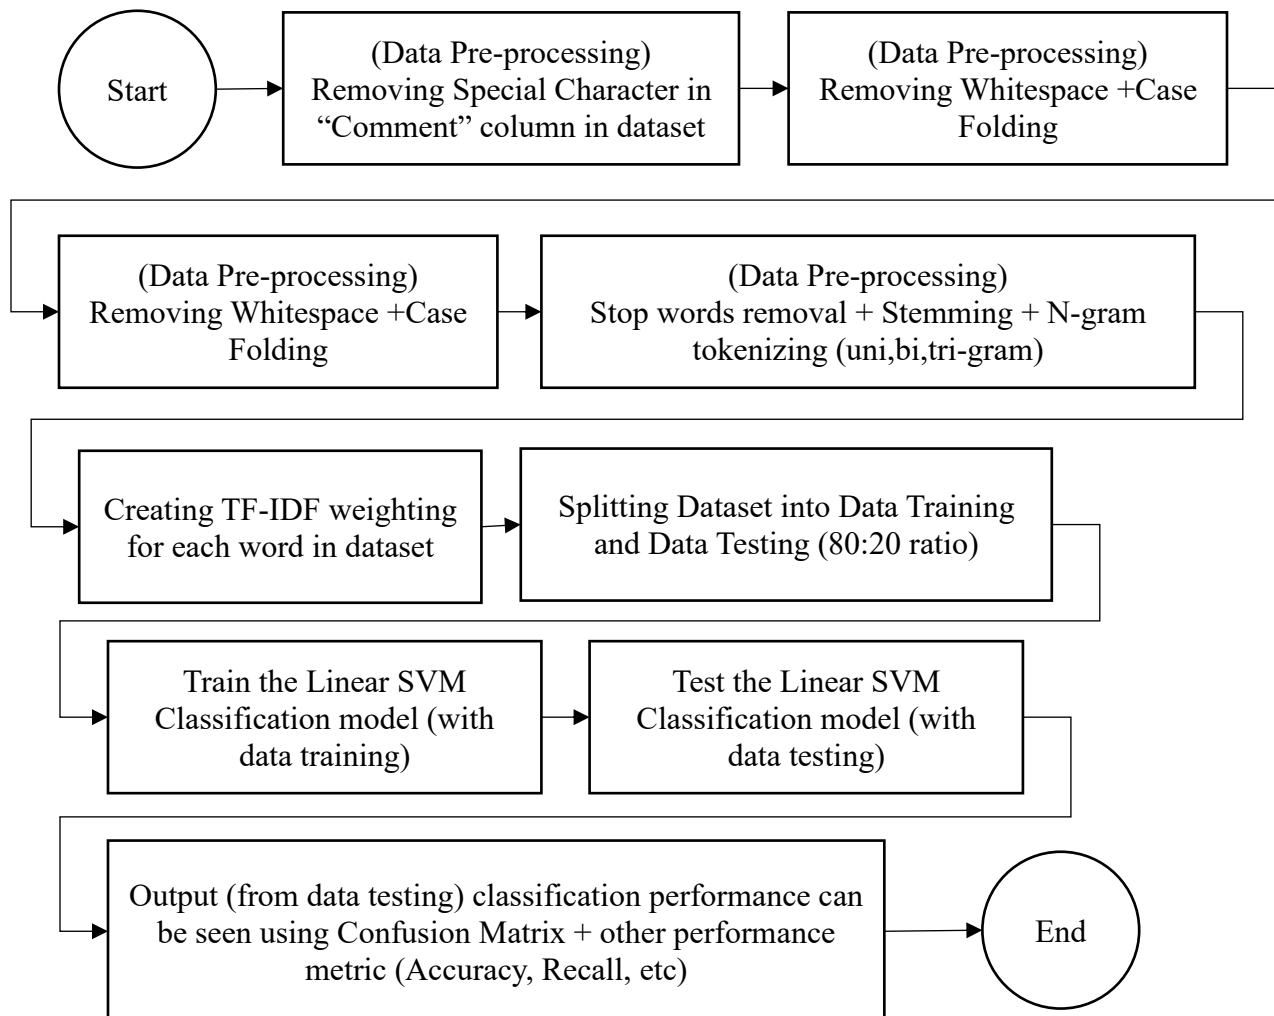 Start
(Data Pre-processing)
Removing Special Character in
“Comment” column in dataset
(Data Pre-processing)
Removing Whitespace +Case
Folding
(Data Pre-processing)
Removing Whitespace +Case
Folding
(Data Pre-processing)
Stop words removal + Stemming + N-gram
tokenizing (uni,bi,tri-gram)
Creating TF-IDF weighting
for each word in dataset
Splitting Dataset into Data Training
and Data Testing (80:20 ratio)
Train the Linear SVM
Classification model (with
data training)
Test the Linear SVM
Classification model (with
data testing)
Output (from data testing) classification performance can
be seen using Confusion Matrix + other performance
metric (Accuracy, Recall, etc)
End